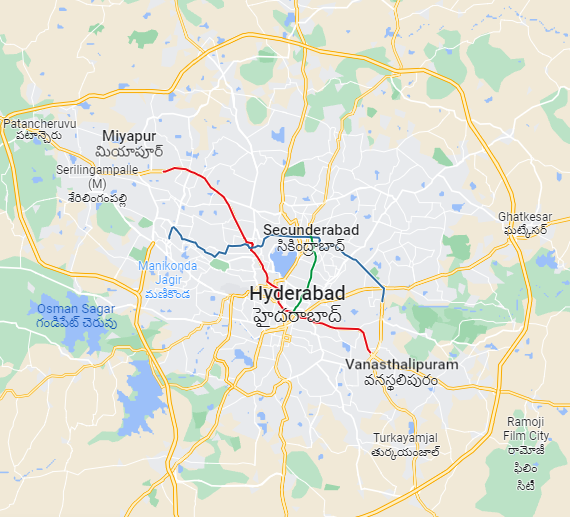 Patancheruvu
పటాన్చెరు
Miyapur
మియాపూర్
Serilingampalle
(M)
శేరిలింగంపల్లి
Secunderabad
సికింద్రాబాద్
Ghatkesar
ఘట్కేసర్
Manikonda
Jagir
మణికొండ
Hyderabad
హైదరాబాద్
Osman Sagar
గండిపేట్ చెరువు
Vanasthalipuram
వనస్థలిపురం
Turkayamjal
తుర్కయంజాల్
Ramoji
Film City
రామోజీ
ఫిలిం
సిటీ